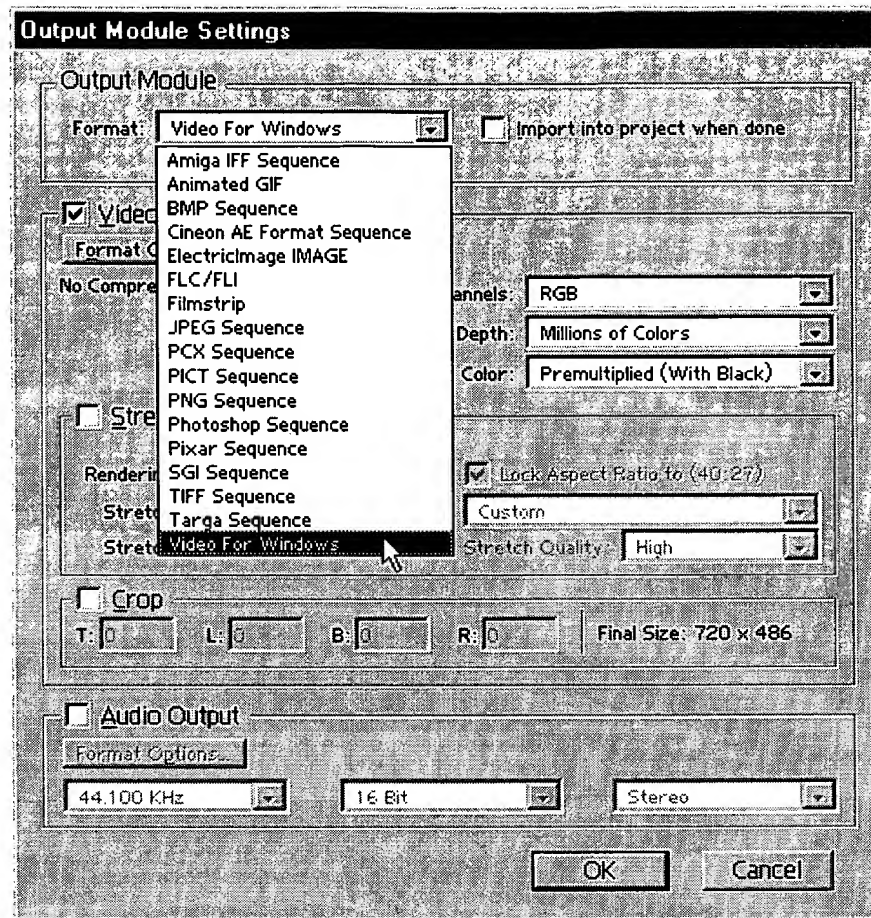 Output Module Settings
Output Module
Format: Video For Windows Import into project when done
Amiga IFF Sequence
Animated GIF
BMP Sequence
Cineon AE Format Sequence
ElectricImage IMAGE
FLC/FLI
Filmstrip
JPEG Sequence
PCX Sequence
PICT Sequence
PNG Sequence
Photoshop Sequence
Pixar Sequence
SGI Sequence
TIFF Sequence
Targa Sequence
Video For Windows
Video
Format
No Compre
annels: RGB
Depth: Millions of Colors
Color: Premultiplied (With Black)
Stre
Renderin Lock Aspect Ratio to (40:27)
Stret Custom
Stret Stretch Quality: High
Crop
T: 0 L: 0 B: 0 R: 0 Final Size: 720 x 486
Audio Output
Format Options...
44.100 KHz 16 Bit Stereo
OK Cancel